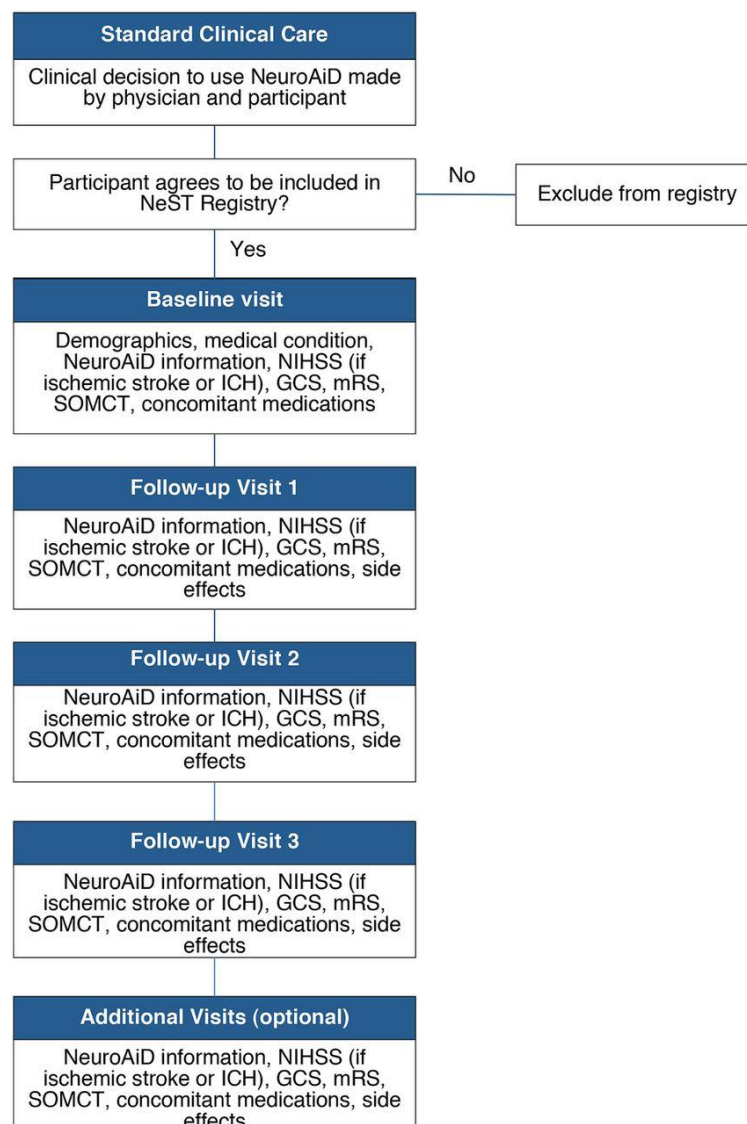 Standard Clinical Care
Clinical decision to use NeuroAiD made
by physician and participant
Participant agrees to be included in
NeST Registry?
No
Exclude from registry
Yes
Baseline visit
Demographics, medical condition,
NeuroAiD information, NIHSS (if
ischemic stroke or ICH), GCS, mRS,
SOMCT, concomitant medications
Follow-up Visit 1
NeuroAiD information, NIHSS (if
ischemic stroke or ICH), GCS, mRS,
SOMCT, concomitant medications, side
effects
Follow-up Visit 2
NeuroAiD information, NIHSS (if
ischemic stroke or ICH), GCS, mRS,
SOMCT, concomitant medications, side
effects
Follow-up Visit 3
NeuroAiD information, NIHSS (if
ischemic stroke or ICH), GCS, mRS,
SOMCT, concomitant medications, side
effects
Additional Visits (optional)
NeuroAiD information, NIHSS (if
ischemic stroke or ICH), GCS, mRS,
SOMCT, concomitant medications, side
effects